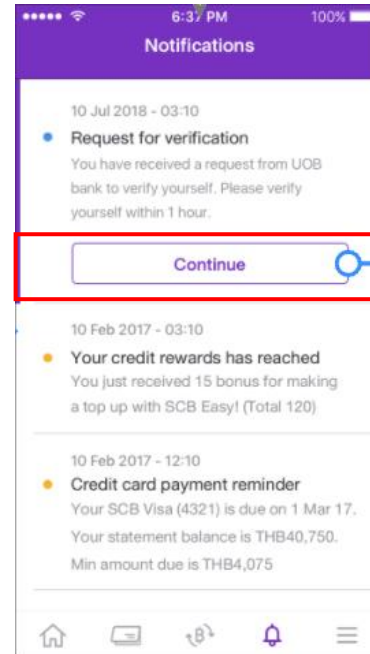 6:37 PM 100%
Notifications
10 Jul 2018 - 03:10
Request for verification
You have received a request from UOB
bank to verify yourself. Please verify
yourself within 1 hour.
Continue
10 Feb 2017 - 03:10
Your credit rewards has reached
You just received 15 bonus for making
a top up with SCB Easy! (Total 120)
10 Feb 2017 - 12:10
Credit card payment reminder
Your SCB Visa (4321) is due on 1 Mar 17.
Your statement balance is THB40,750.
Min amount due is THB4,075